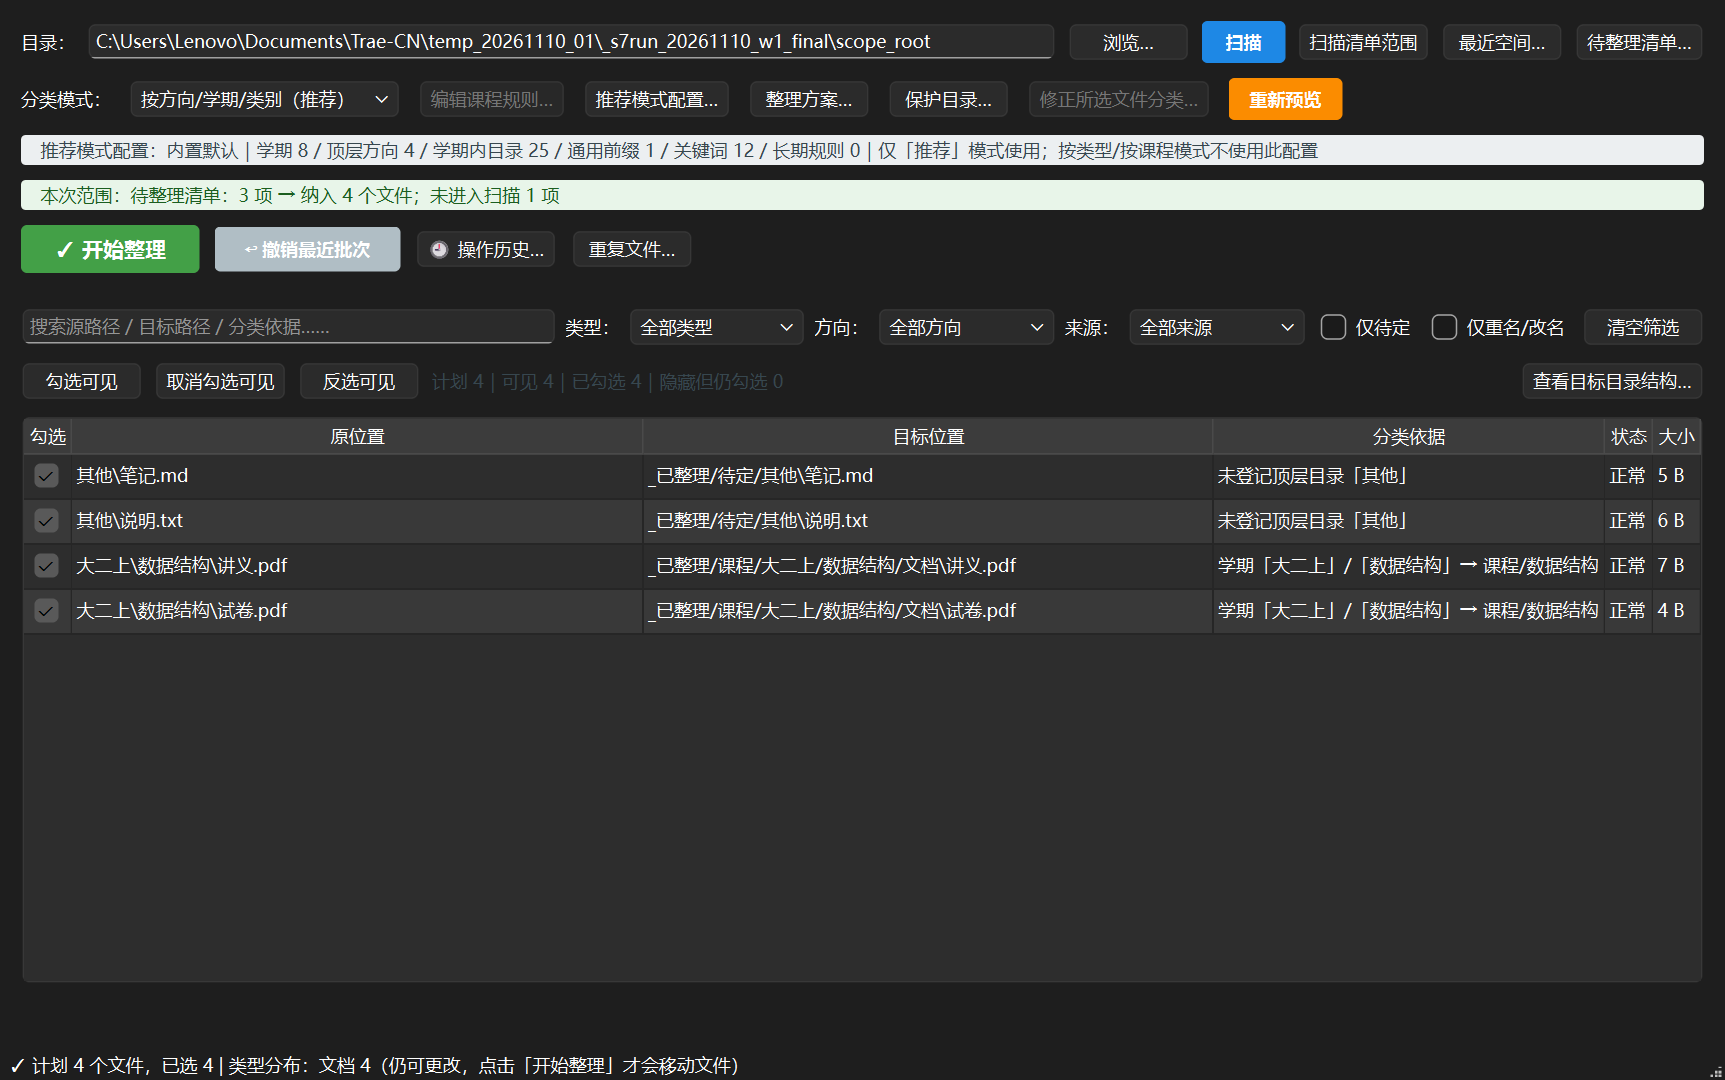 目录： C:\Users\Lenovo\Documents\Trae-CN\temp_20261110_01\_s7run_20261110_w1_final\scope_root 浏览... 扫描 扫描清单范围 最近空间... 待整理清单...
分类模式： 按方向/学期/类别（推荐） 编辑课程规则... 推荐模式配置... 整理方案... 保护目录... 修正所选文件分类... 重新预览
推荐模式配置：内置默认 | 学期 8 / 顶层方向 4 / 学期内目录 25 / 通用前缀 1 / 关键词 12 / 长期规则 0 | 仅「推荐」模式使用；按类型/按课程模式不使用此配置
本次范围：待整理清单：3 项 → 纳入 4 个文件；未进入扫描 1 项
✓ 开始整理 ↩ 撤销最近批次 操作历史... 重复文件...
搜索源路径 / 目标路径 / 分类依据…… 类型： 全部类型 方向： 全部方向 来源： 全部来源 仅待定 仅重名/改名 清空筛选
勾选可见 取消勾选可见 反选可见 计划 4 | 可见 4 | 已勾选 4 | 隐藏但仍勾选 0 查看目标目录结构...
勾选 原位置 目标位置 分类依据 状态 大小
其他\笔记.md _已整理/待定/其他\笔记.md 未登记顶层目录「其他」 正常 5 B
其他\说明.txt _已整理/待定/其他\说明.txt 未登记顶层目录「其他」 正常 6 B
大二上\数据结构\讲义.pdf _已整理/课程/大二上/数据结构/文档\讲义.pdf 学期「大二上」/「数据结构」→ 课程/数据结构 正常 7 B
大二上\数据结构\试卷.pdf _已整理/课程/大二上/数据结构/文档\试卷.pdf 学期「大二上」/「数据结构」→ 课程/数据结构 正常 4 B
✓ 计划 4 个文件，已选 4 | 类型分布：文档 4（仍可更改，点击「开始整理」才会移动文件）